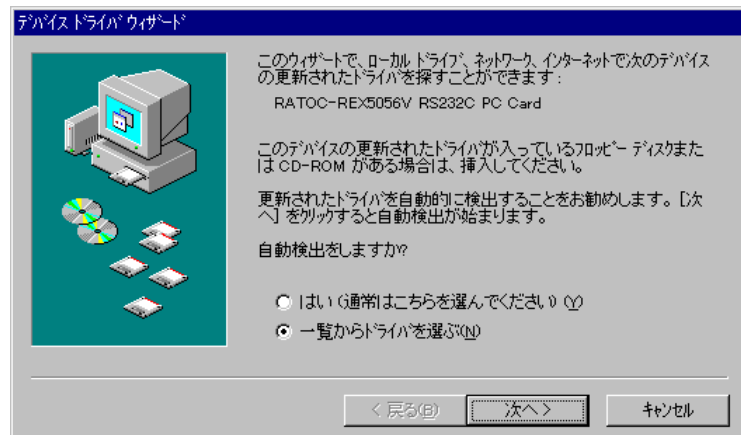 ﾃﾞﾊﾞｲｽ ﾄﾞﾗｲﾊﾞ ｳｨｻﾞｰﾄﾞ
このｳｨｻﾞｰﾄﾞで、ﾛｰｶﾙ ﾄﾞﾗｲﾌﾞ、ﾈｯﾄﾜｰｸ、ｲﾝﾀｰﾈｯﾄで次のﾃﾞﾊﾞｲｽ
の更新されたﾄﾞﾗｲﾊﾞを探すことができます :
RATOC-REX5056V RS232C PC Card
このﾃﾞﾊﾞｲｽの更新されたﾄﾞﾗｲﾊﾞが入っているﾌﾛｯﾋﾟｰ ﾃﾞｨｽｸまた
は CD-ROM がある場合は、挿入してください。
更新されたﾄﾞﾗｲﾊﾞを自動的に検出することをお勧めします。[次
へ] をｸﾘｯｸすると自動検出が始まります。
自動検出をしますか?
はい (通常はこちらを選んでください) (Y)
一覧からﾄﾞﾗｲﾊﾞを選ぶ(N)
< 戻る(B)
次へ >
ｷｬﾝｾﾙ